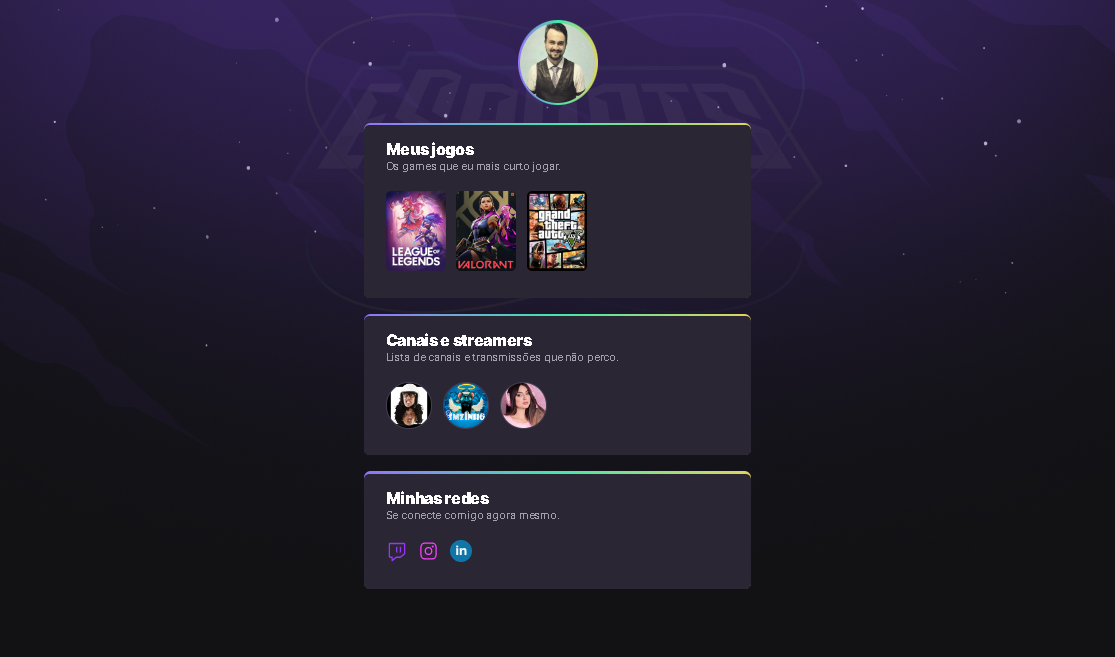 Meus jogos
Os games que eu mais curto jogar.
LEAGUE OF
LEGENDS
VALORANT
grand
theft
auto
Canais e streamers
Lista de canais e transmissões que não perco.
Minhas redes
Se conecte comigo agora mesmo.
in